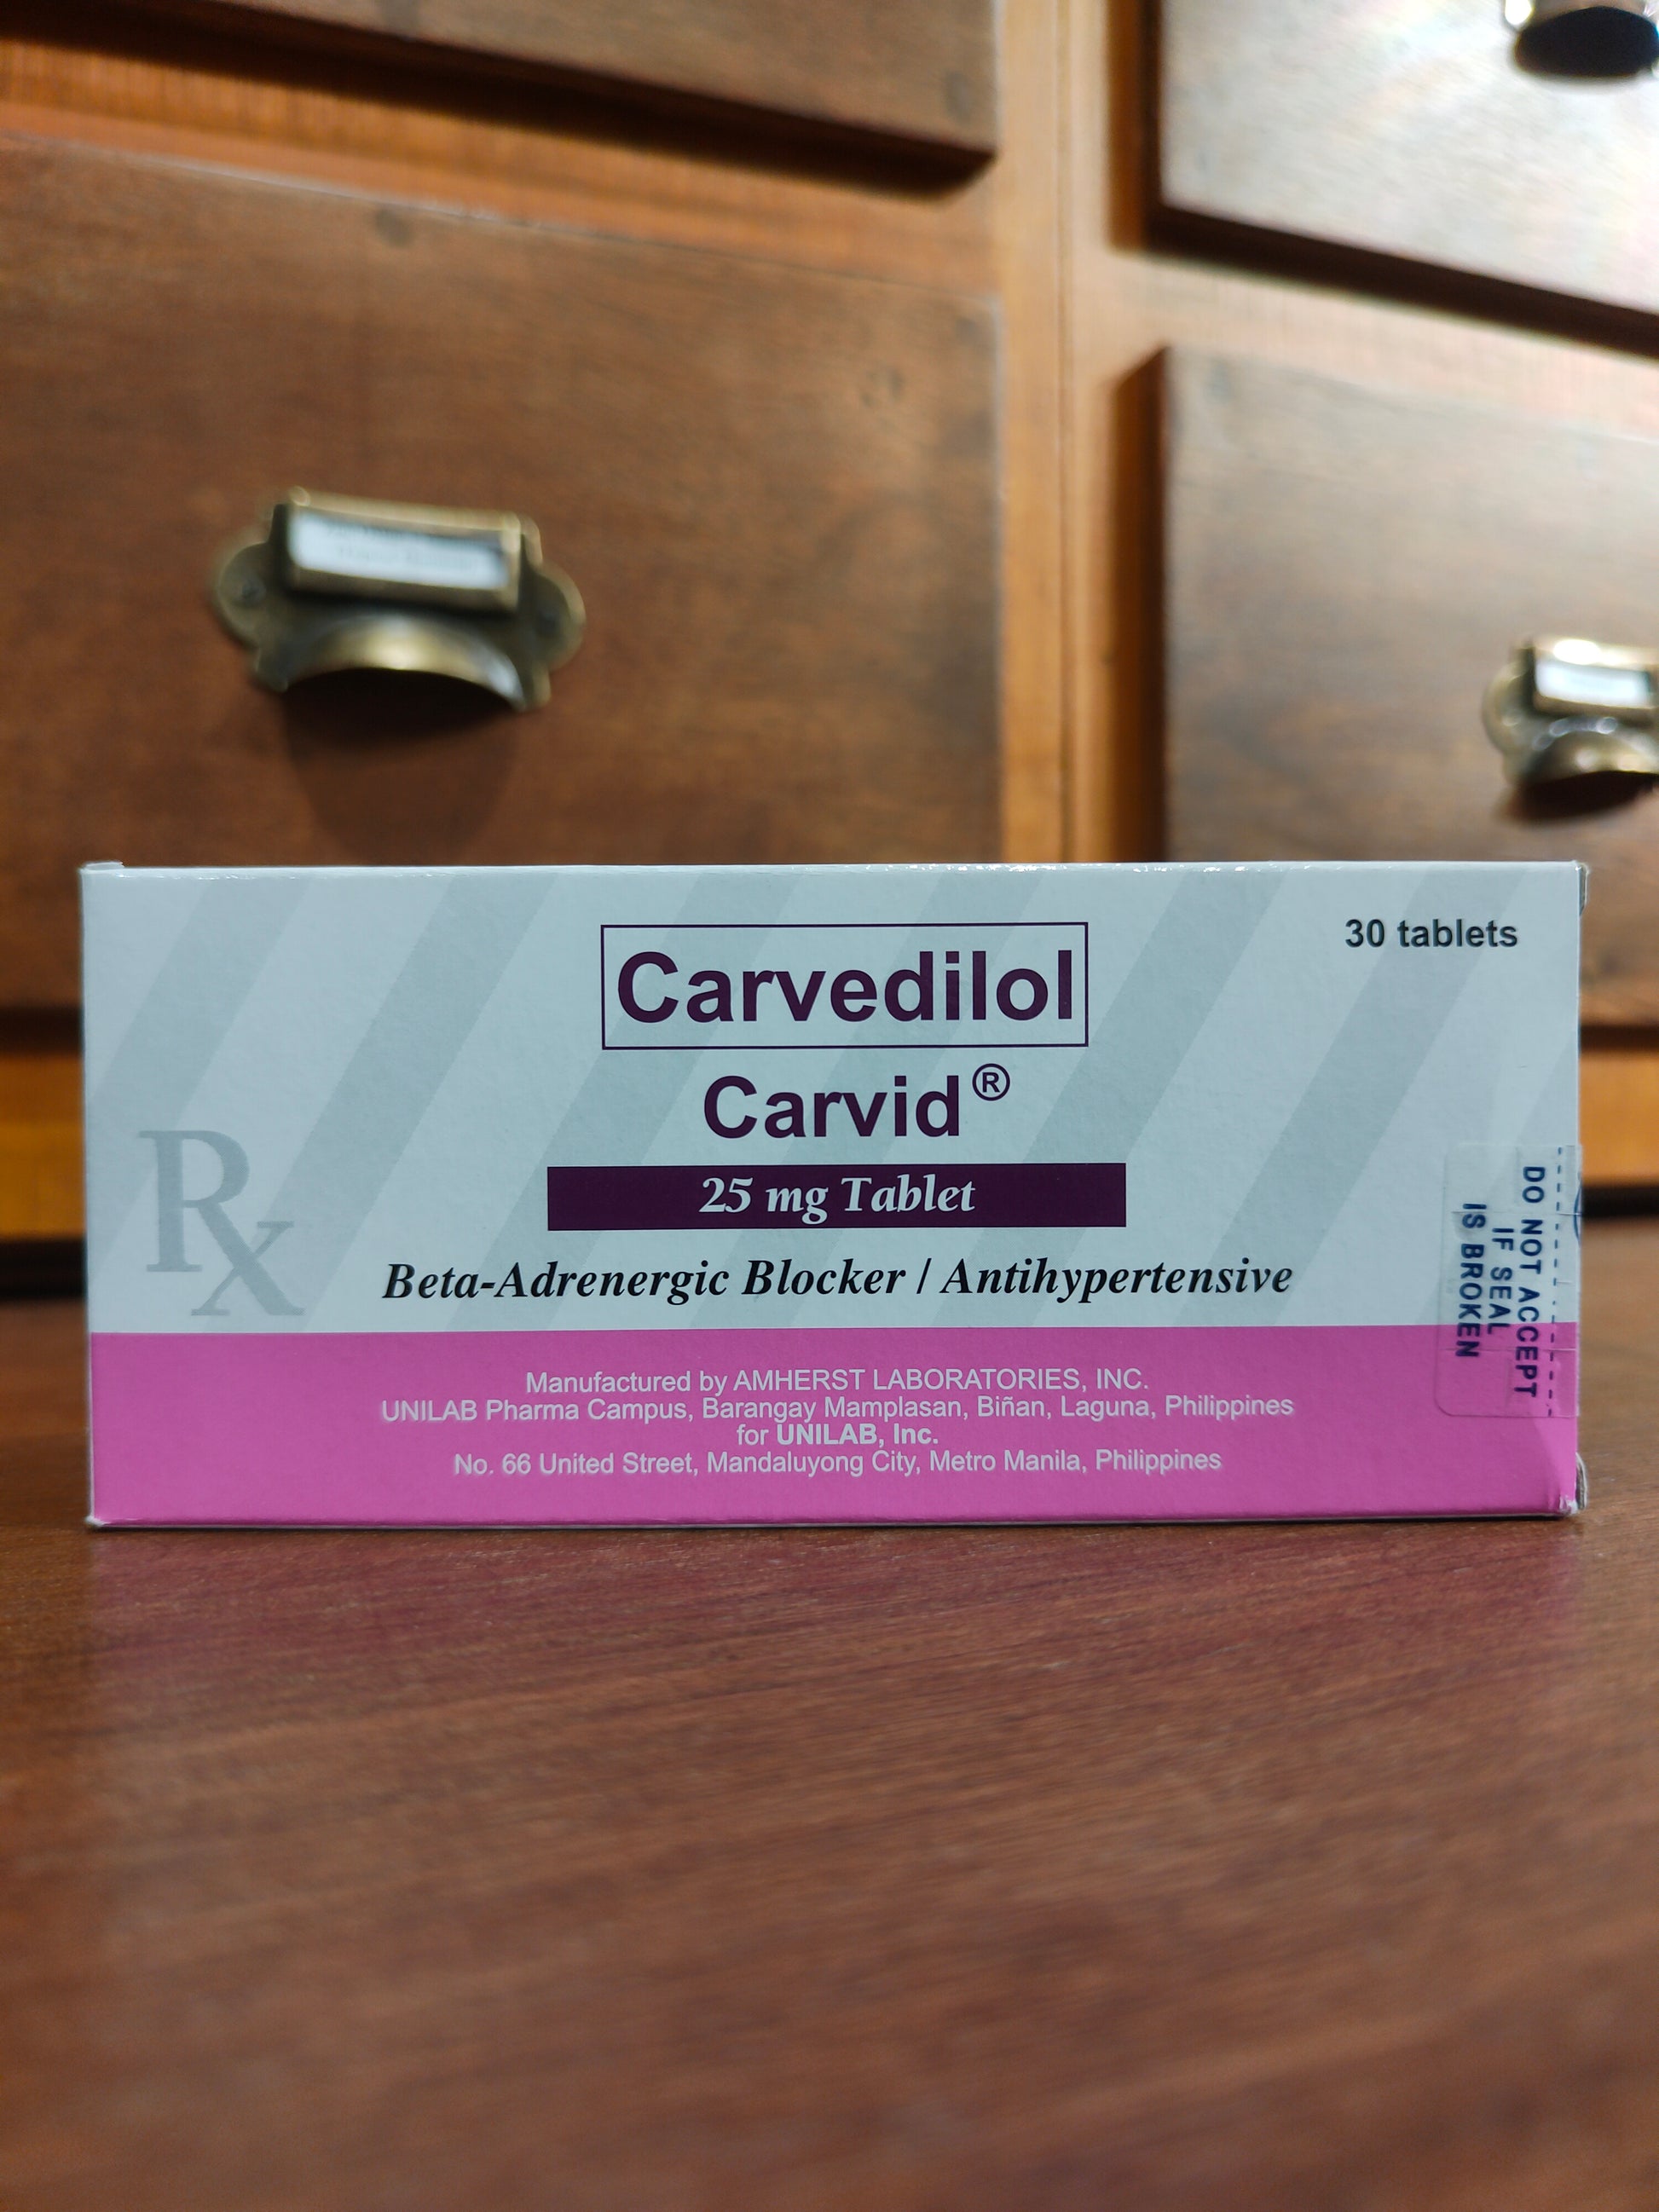 30 tablets
Carvedilol
Carvid®
25 mg Tablet
Rx
Beta-Adrenergic Blocker / Antihypertensive
DO NOT ACCEPT
IF SEAL
IS BROKEN
Manufactured by AMHERST LABORATORIES, INC.
UNILAB Pharma Campus, Barangay Mamplasan, Biñan, Laguna, Philippines
for UNILAB, Inc.
No. 66 United Street, Mandaluyong City, Metro Manila, Philippines